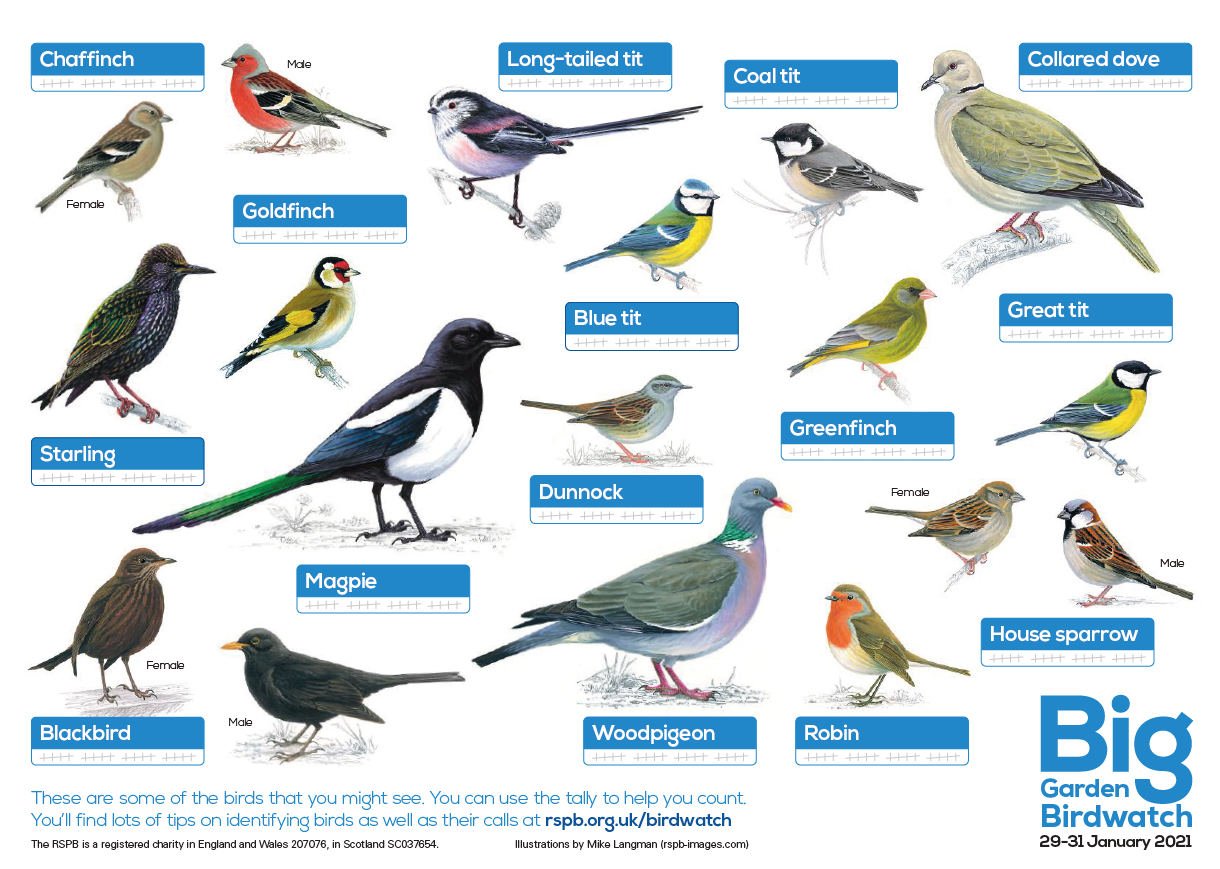 Chaffinch
Male
Long-tailed tit
Coal tit
Collared dove
Female
Goldfinch
Blue tit
Great tit
Greenfinch
Starling
Dunnock
Female
Male
Magpie
House sparrow
Female
Male
Blackbird
Woodpigeon
Robin
Big
Garden
Birdwatch
29-31 January 2021
These are some of the birds that you might see. You can use the tally to help you count.
You'll find lots of tips on identifying birds as well as their calls at rspb.org.uk/birdwatch
The RSPB is a registered charity in England and Wales 207076, in Scotland SC037654.
Illustrations by Mike Langman (rspb-images.com)